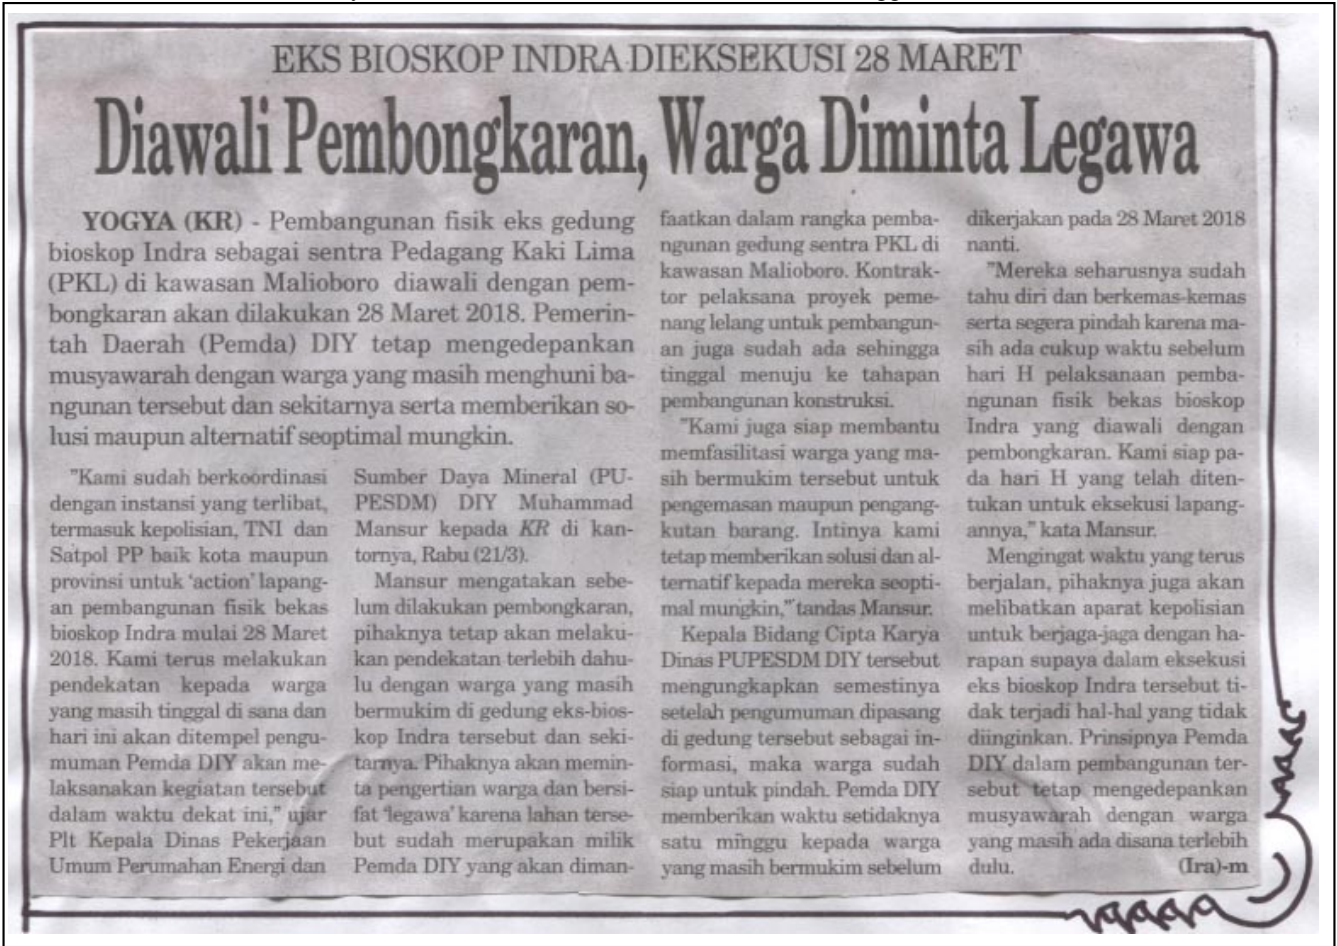 EKS BIOSKOP INDRA DIEKSEKUSI 28 MARET
Diawali Pembongkaran, Warga Diminta Legawa
YOGYA (KR) - Pembangunan fisik eks gedung
bioskop Indra sebagai sentra Pedagang Kaki Lima
(PKL) di kawasan Malioboro diawali dengan pem-
bongkaran akan dilakukan 28 Maret 2018. Pemerin-
tah Daerah (Pemda) DIY tetap mengedepankan
musyawarah dengan warga yang masih menghuni ba-
ngunan tersebut dan sekitarnya serta memberikan so-
lusi maupun alternatif seoptimal mungkin.
"Kami sudah berkoordinasi
dengan instansi yang terlibat,
termasuk kepolisian, TNI dan
Satpol PP baik kota maupun
provinsi untuk 'action' lapang-
an pembangunan fisik bekas
bioskop Indra mulai 28 Maret
2018. Kami terus melakukan
pendekatan kepada warga
yang masih tinggal di sana dan
hari ini akan ditempel pengu-
muman Pemda DIY akan me-
laksanakan kegiatan tersebut
dalam waktu dekat ini," ujar
Plt Kepala Dinas Pekerjaan
Umum Perumahan Energi dan
Sumber Daya Mineral (PU-
PESDM) DIY Muhammad
Mansur kepada KR di kan-
tornya, Rabu (21/3).
Mansur mengatakan sebe-
lum dilakukan pembongkaran,
pihaknya tetap akan melaku-
kan pendekatan terlebih dahu-
lu dengan warga yang masih
bermukim di gedung eks-bios-
kop Indra tersebut dan seki-
tarnya. Pihaknya akan memin-
ta pengertian warga dan bersi-
fat 'legawa' karena lahan terse-
but sudah merupakan milik
Pemda DIY yang akan diman-
faatkan dalam rangka pemba-
ngunan gedung sentra PKL di
kawasan Malioboro. Kontrak-
tor pelaksana proyek peme-
nang lelang untuk pembangun-
an juga sudah ada sehingga
tinggal menuju ke tahapan
pembangunan konstruksi.
"Kami juga siap membantu
memfasilitasi warga yang ma-
sih bermukim tersebut untuk
pengemasan maupun pengang-
kutan barang. Intinya kami
tetap memberikan solusi dan al-
ternatif kepada mereka seopti-
mal mungkin," tandas Mansur.
Kepala Bidang Cipta Karya
Dinas PUPESDM DIY tersebut
mengungkapkan semestinya
setelah pengumuman dipasang
di gedung tersebut sebagai in-
formasi, maka warga sudah
siap untuk pindah. Pemda DIY
memberikan waktu setidaknya
satu minggu kepada warga
yang masih bermukim sebelum
dikerjakan pada 28 Maret 2018
nanti.
"Mereka seharusnya sudah
tahu diri dan berkemas-kemas
serta segera pindah karena ma-
sih ada cukup waktu sebelum
hari H pelaksanaan pemba-
ngunan fisik bekas bioskop
Indra yang diawali dengan
pembongkaran. Kami siap pa-
da hari H yang telah diten-
tukan untuk eksekusi lapang-
annya," kata Mansur.
Mengingat waktu yang terus
berjalan, pihaknya juga akan
melibatkan aparat kepolisian
untuk berjaga-jaga dengan ha-
rapan supaya dalam eksekusi
eks bioskop Indra tersebut ti-
dak terjadi hal-hal yang tidak
diinginkan. Prinsipnya Pemda
DIY dalam pembangunan ter-
sebut tetap mengedepankan
musyawarah dengan warga
yang masih ada disana terlebih
dulu. (Ira)-m